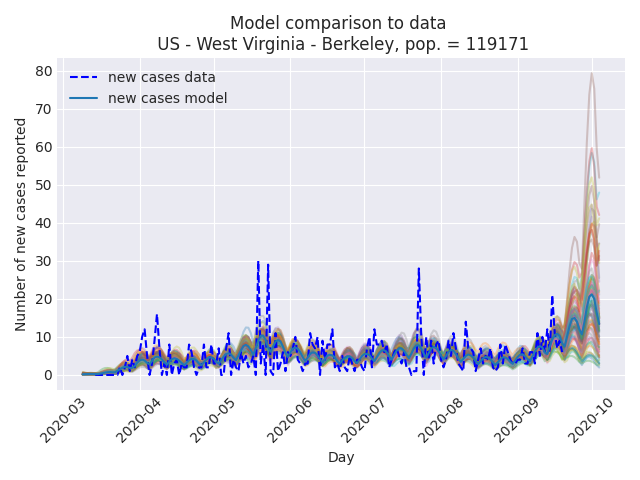 Model comparison to data
US - West Virginia - Berkeley, pop. = 119171
new cases data
new cases model
Number of new cases reported
80
70
60
50
40
30
20
10
0
2020-03
2020-04
2020-05
2020-06
2020-07
2020-08
2020-09
2020-10
Day